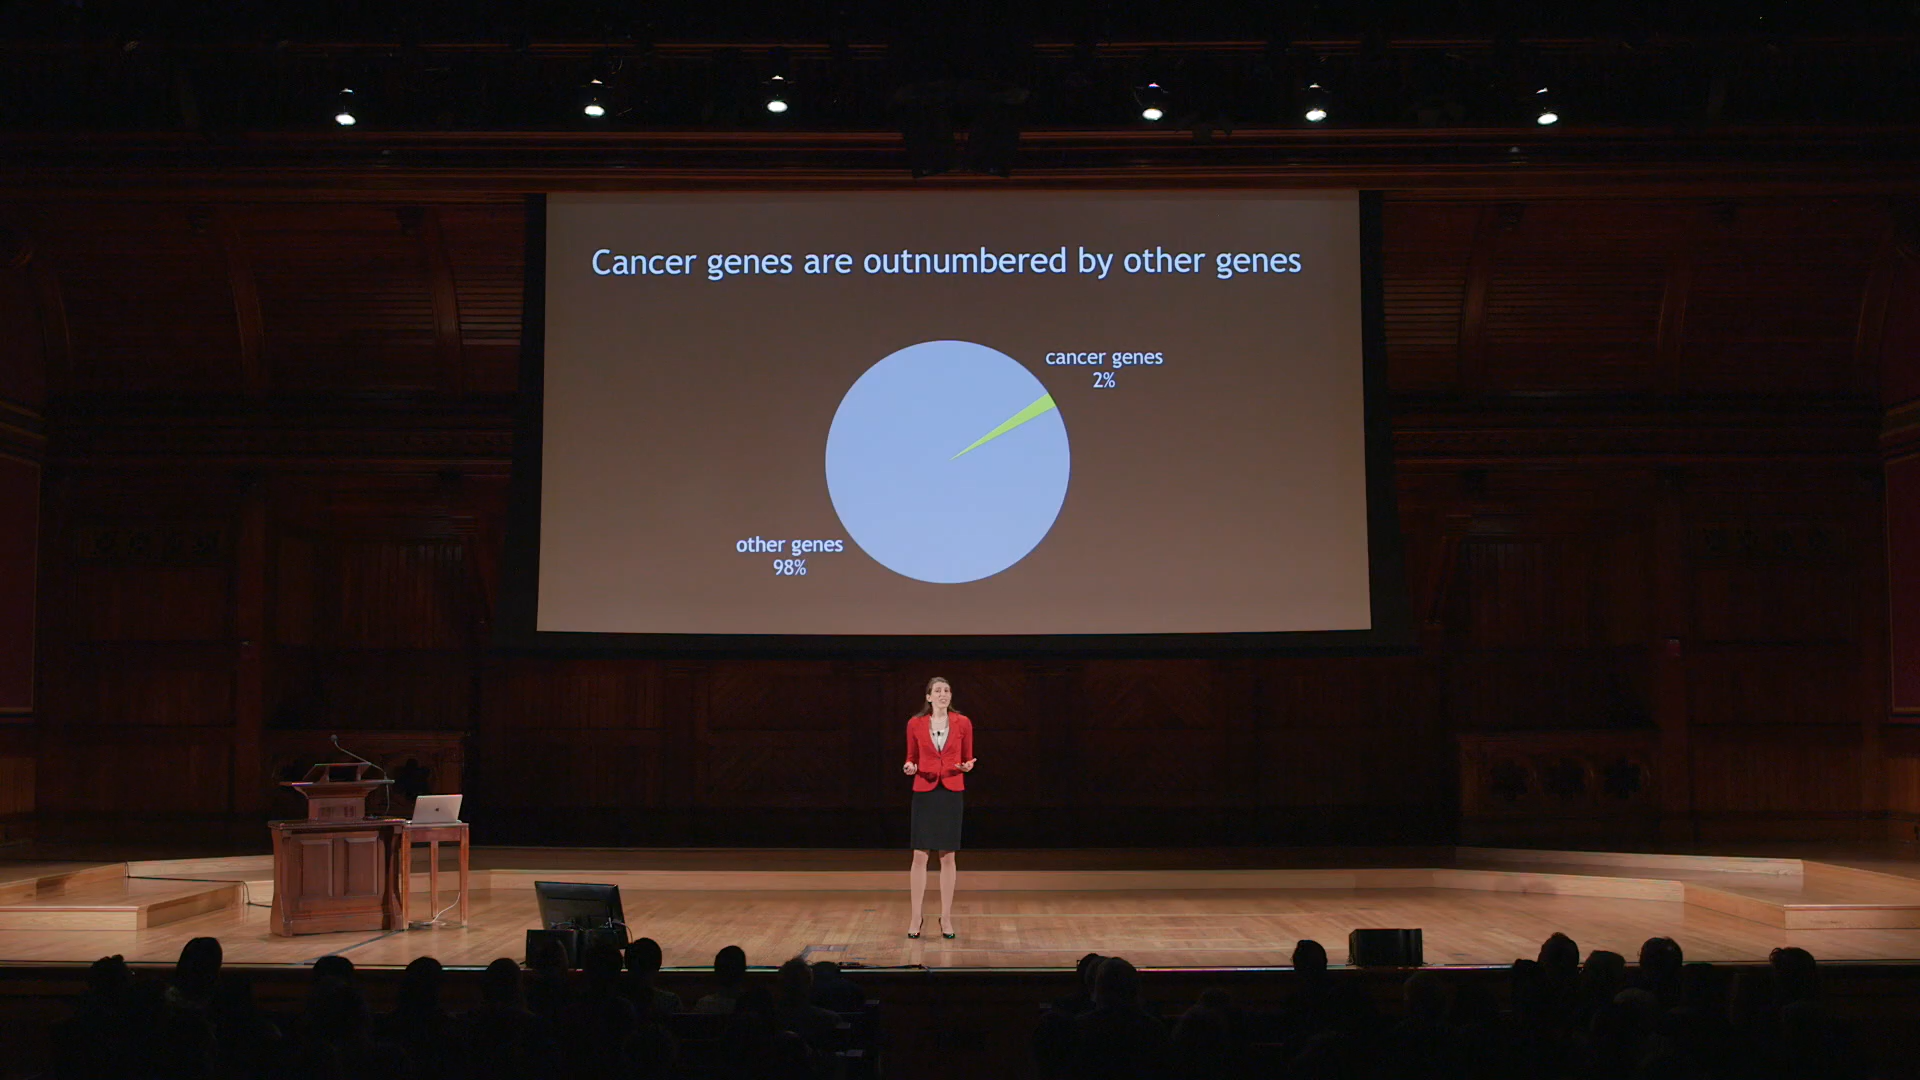 Cancer genes are outnumbered by other genes
cancer genes
2%
other genes
98%